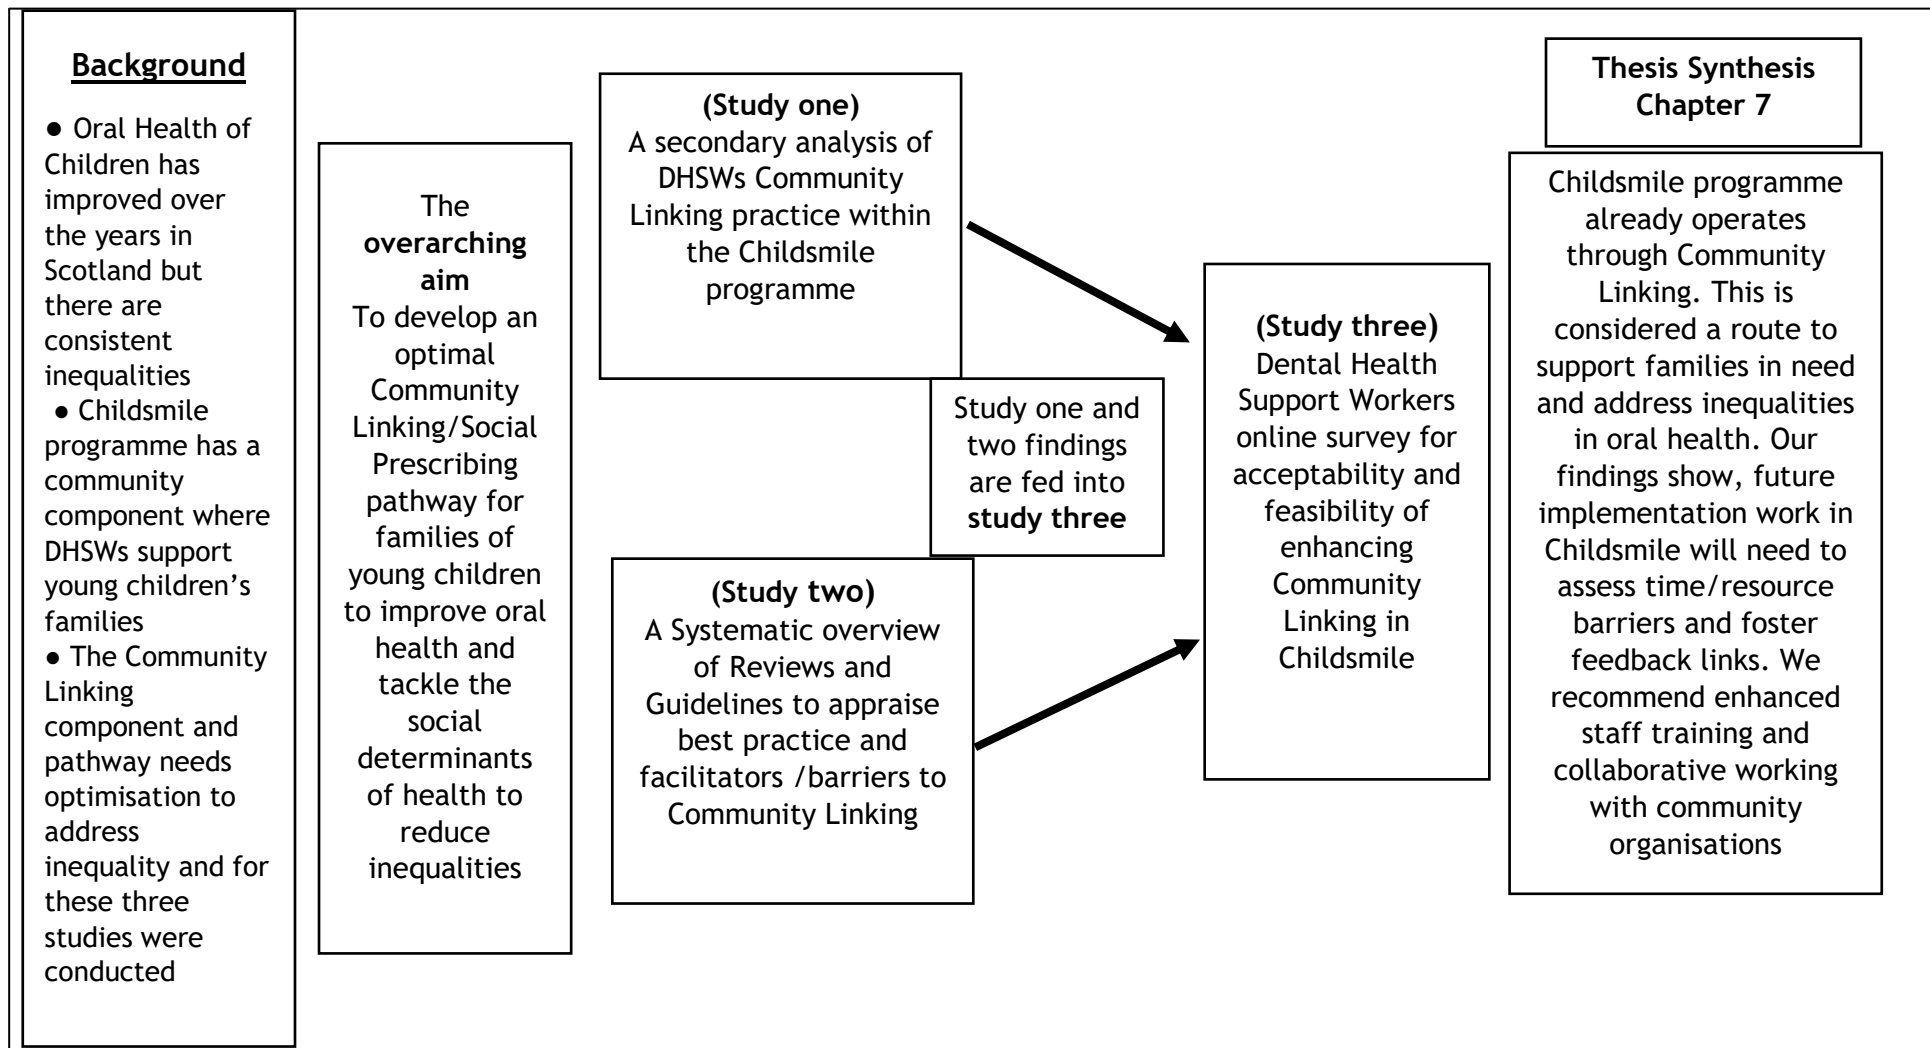 Background
● Oral Health of
Children has
improved over
the years in
Scotland but
there are
consistent
inequalities
● Childsmile
programme has a
community
component where
DHSWs support
young children’s
families
● The Community
Linking
component and
pathway needs
optimisation to
address
inequality and for
these three
studies were
conducted
The
overarching
aim
To develop an
optimal
Community
Linking/Social
Prescribing
pathway for
families of
young children
to improve oral
health and
tackle the
social
determinants
of health to
reduce
inequalities
(Study one)
A secondary analysis of
DHSWs Community
Linking practice within
the Childsmile
programme
Study one and
two findings
are fed into
study three
(Study two)
A Systematic overview
of Reviews and
Guidelines to appraise
best practice and
facilitators /barriers to
Community Linking
(Study three)
Dental Health
Support Workers
online survey for
acceptability and
feasibility of
enhancing
Community
Linking in
Childsmile
Thesis Synthesis
Chapter 7
Childsmile programme
already operates
through Community
Linking. This is
considered a route to
support families in need
and address inequalities
in oral health. Our
findings show, future
implementation work in
Childsmile will need to
assess time/resource
barriers and foster
feedback links. We
recommend enhanced
staff training and
collaborative working
with community
organisations